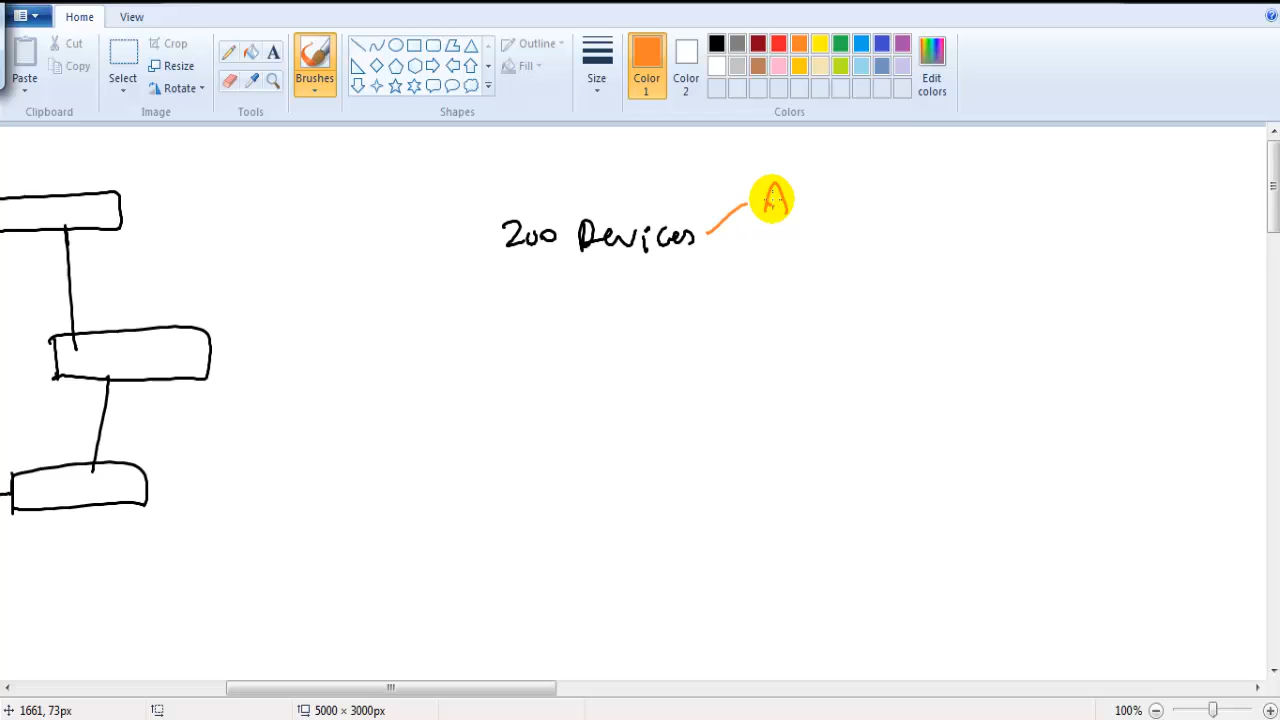 Home
View
Paste
Cut
Copy
Clipboard
Select
Crop
Resize
Rotate
Image
A
Tools
Brushes
Outline
Fill
Shapes
Size
Color 1
Color 2
Edit colors
Colors
A
200 Devices
1661, 73px
5000 × 3000px
100%